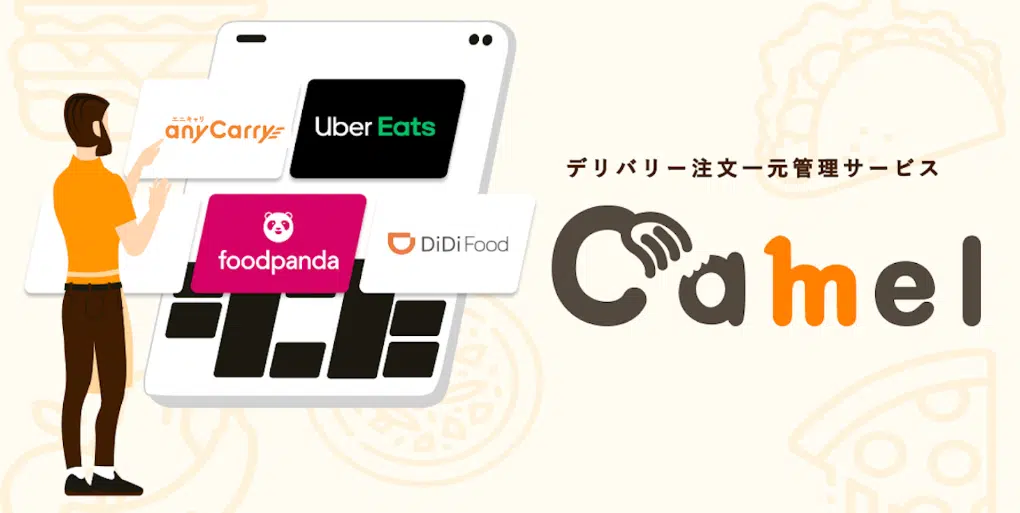 エニキャリ
anyCarry
Uber Eats
foodpanda
DiDi Food
デリバリー注文一元管理サービス
Camel